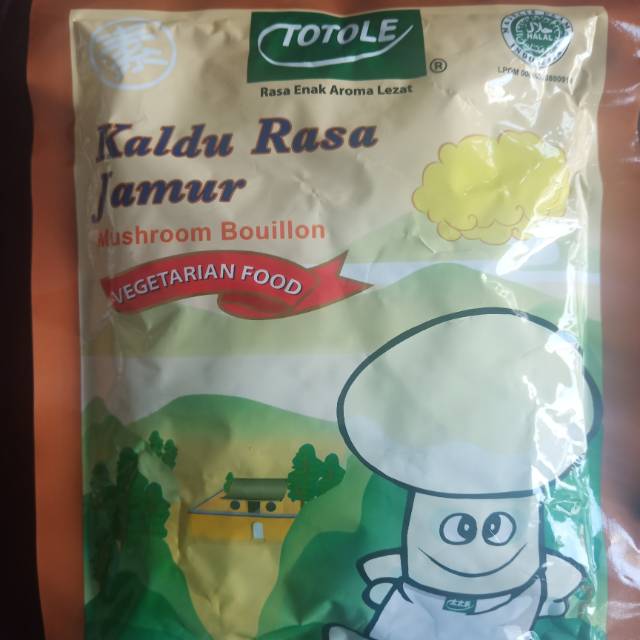 素
TOTOLE
®
Rasa Enak Aroma Lezat
HALAL
Kaldu Rasa
Jamur
Mushroom Bouillon
VEGETARIAN FOOD